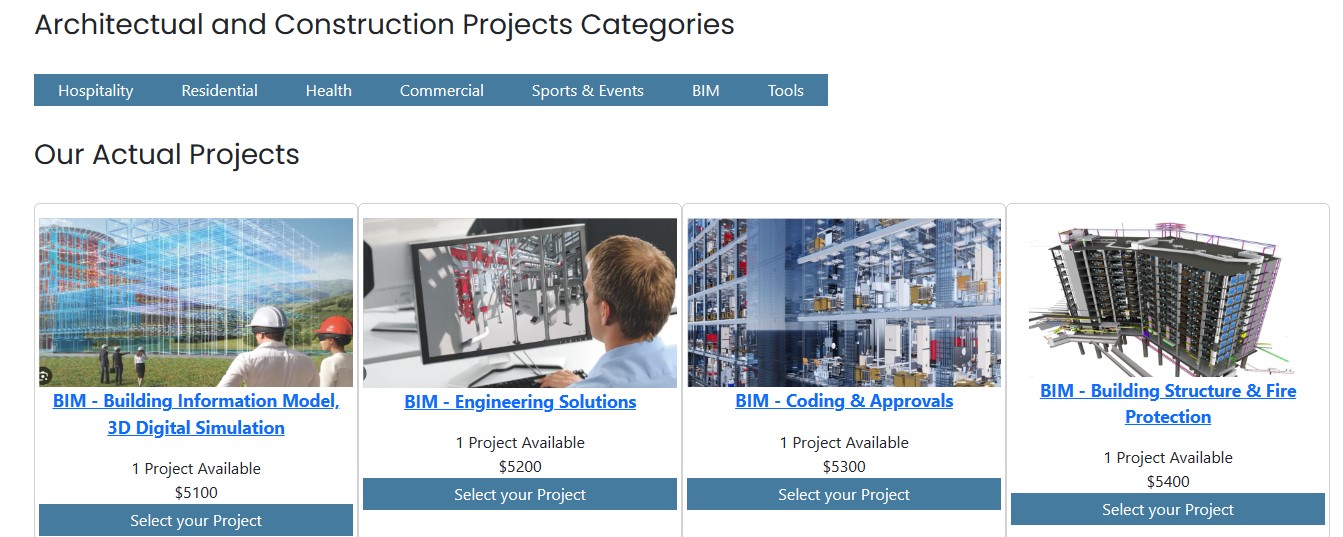 Architectual and Construction Projects Categories
Hospitality Residential Health Commercial Sports & Events BIM Tools
Our Actual Projects
BIM - Building Information Model,
3D Digital Simulation
1 Project Available
$5100
Select your Project
BIM - Engineering Solutions
1 Project Available
$5200
Select your Project
BIM - Coding & Approvals
1 Project Available
$5300
Select your Project
BIM - Building Structure & Fire
Protection
1 Project Available
$5400
Select your Project